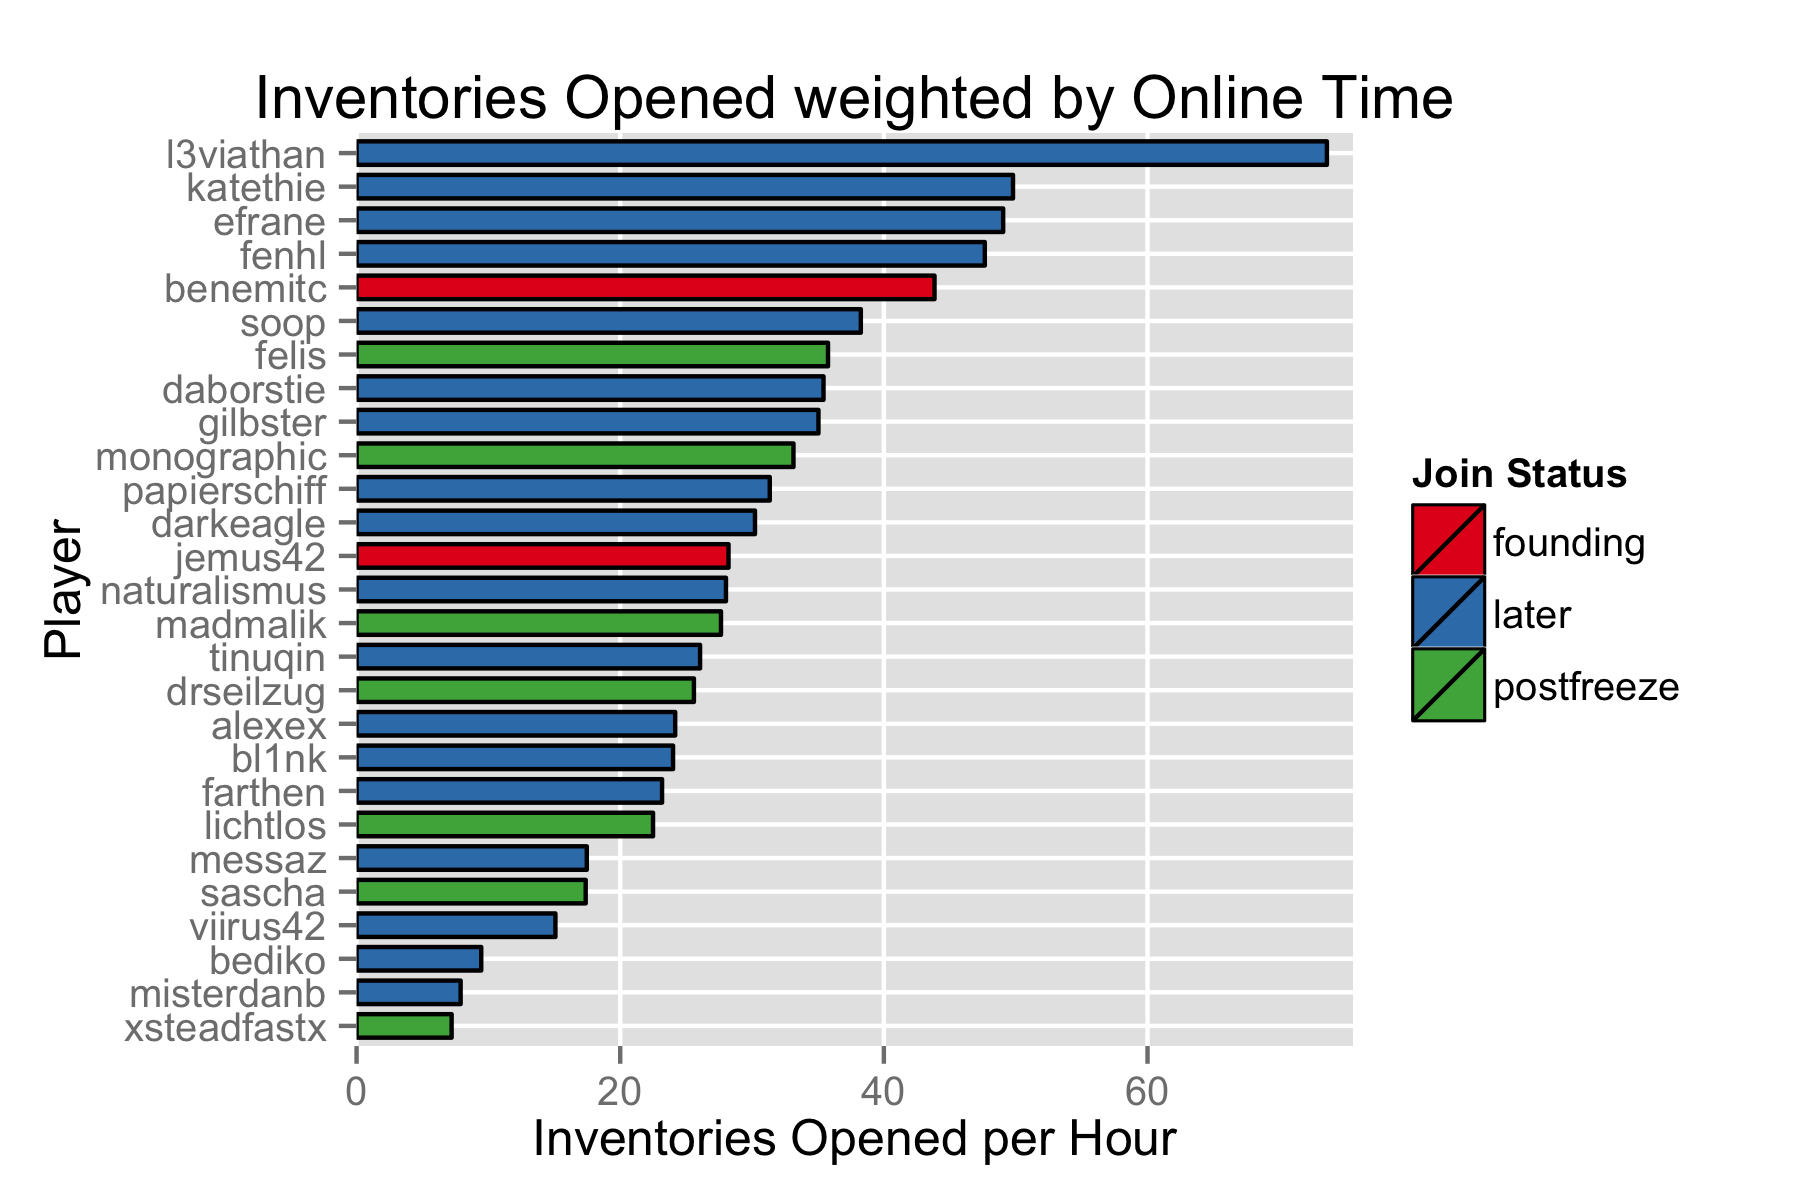 Inventories Opened weighted by Online Time
l3viathan
katethie
efrane
fenhl
benemitc
soop
felis
daborstie
gilbster
monographic
papierschiff
darkeagle
jemus42
naturalismus
madmalik
tinuqin
drseilzug
alexex
bl1nk
farthen
lichtlos
messaz
sascha
viirus42
bediko
misterdanb
xsteadfastx
Player
0 20 40 60
Inventories Opened per Hour
Join Status
founding
later
postfreeze